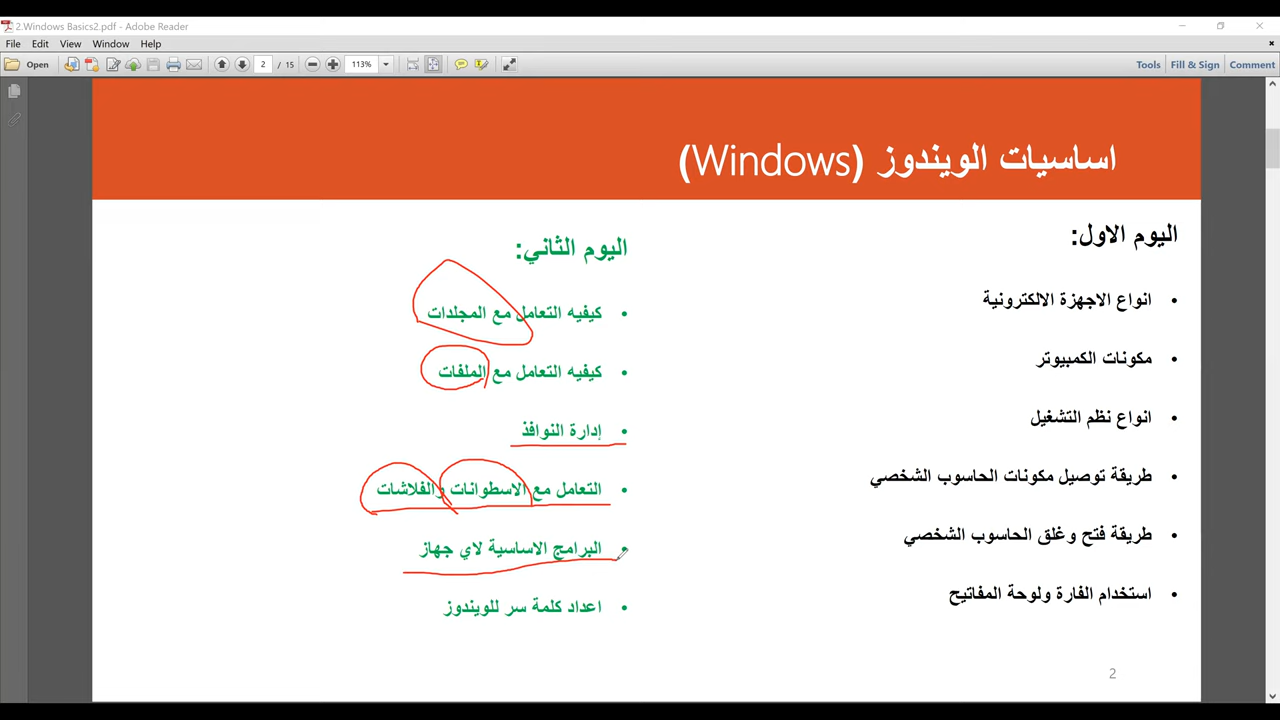 2.Windows Basics2.pdf - Adobe Reader
File Edit View Window Help
Open 2 / 15 113% Tools Fill & Sign Comment
اساسيات الويندوز (Windows)
اليوم الاول:
• انواع الاجهزة الالكترونية
• مكونات الكمبيوتر
• انواع نظم التشغيل
• طريقة توصيل مكونات الحاسوب الشخصي
• طريقة فتح وغلق الحاسوب الشخصي
• استخدام الفارة ولوحة المفاتيح
اليوم الثاني:
• كيفيه التعامل مع المجلدات
• كيفيه التعامل مع الملفات
• إدارة النوافذ
• التعامل مع الاسطوانات والفلاشات
• البرامج الاساسية لاي جهاز
• اعداد كلمة سر للويندوز
2